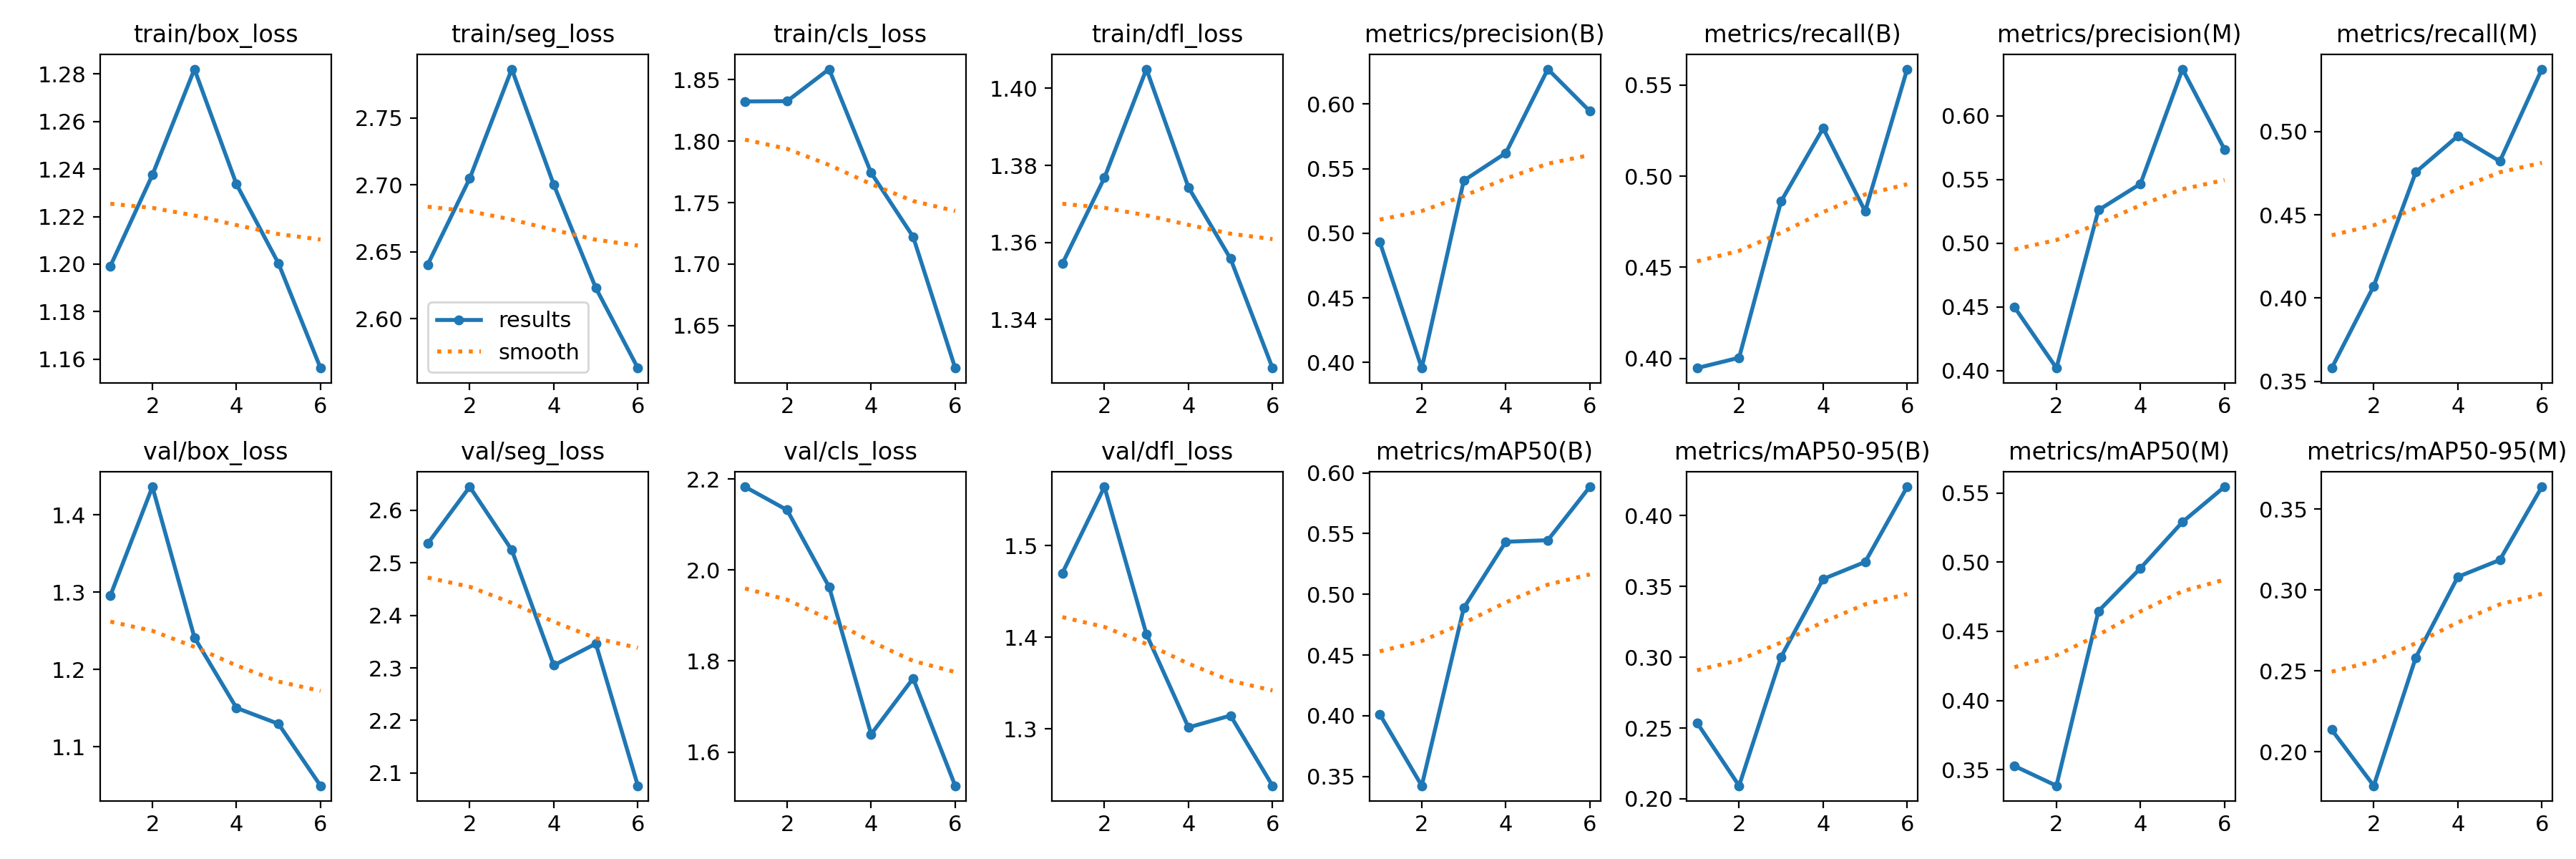 train/box_loss
1.28
1.26
1.24
1.22
1.20
1.18
1.16
2 4 6
train/seg_loss
2.75
2.70
2.65
2.60
results
smooth
train/cls_loss
1.85
1.80
1.75
1.70
1.65
2 4 6
train/dfl_loss
1.40
1.38
1.36
1.34
2 4 6
metrics/precision(B)
0.60
0.55
0.50
0.45
0.40
2 4 6
metrics/recall(B)
0.55
0.50
0.45
0.40
2 4 6
metrics/precision(M)
0.60
0.55
0.50
0.45
0.40
2 4 6
metrics/recall(M)
0.50
0.45
0.40
0.35
2 4 6
val/box_loss
1.4
1.3
1.2
1.1
2 4 6
val/seg_loss
2.6
2.5
2.4
2.3
2.2
2.1
2 4 6
val/cls_loss
2.2
2.0
1.8
1.6
2 4 6
val/dfl_loss
1.5
1.4
1.3
2 4 6
metrics/mAP50(B)
0.60
0.55
0.50
0.45
0.40
0.35
2 4 6
metrics/mAP50-95(B)
0.40
0.35
0.30
0.25
0.20
2 4 6
metrics/mAP50(M)
0.55
0.50
0.45
0.40
0.35
2 4 6
metrics/mAP50-95(M)
0.35
0.30
0.25
0.20
2 4 6